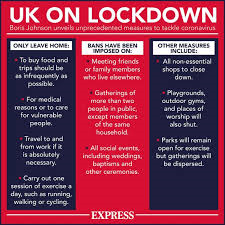 UK ON LOCKDOWN
Boris Johnson unveils unprecedented measures to tackle coronavirus
ONLY LEAVE HOME:
• To buy food and
trips should be
as infrequently as
possible.
• For medical
reasons or to care
for vulnerable
people.
• Travel to and
from work if it
is absolutely
necessary.
• Carry out one
session of exercise a
day, such as running,
walking or cycling.
BANS HAVE BEEN
IMPOSED ON:
• Meeting friends
or family members
who live elsewhere.
• Gatherings of
more than two
people in public,
except members
of the same
household.
• All social events,
including weddings,
baptisms and
other ceremonies.
OTHER MEASURES
INCLUDE:
• All non-essential
shops to close
down.
• Playgrounds,
outdoor gyms,
and places of
worship will
also shut.
• Parks will remain
open for exercise
but gatherings will
be dispersed.
EXPRESS